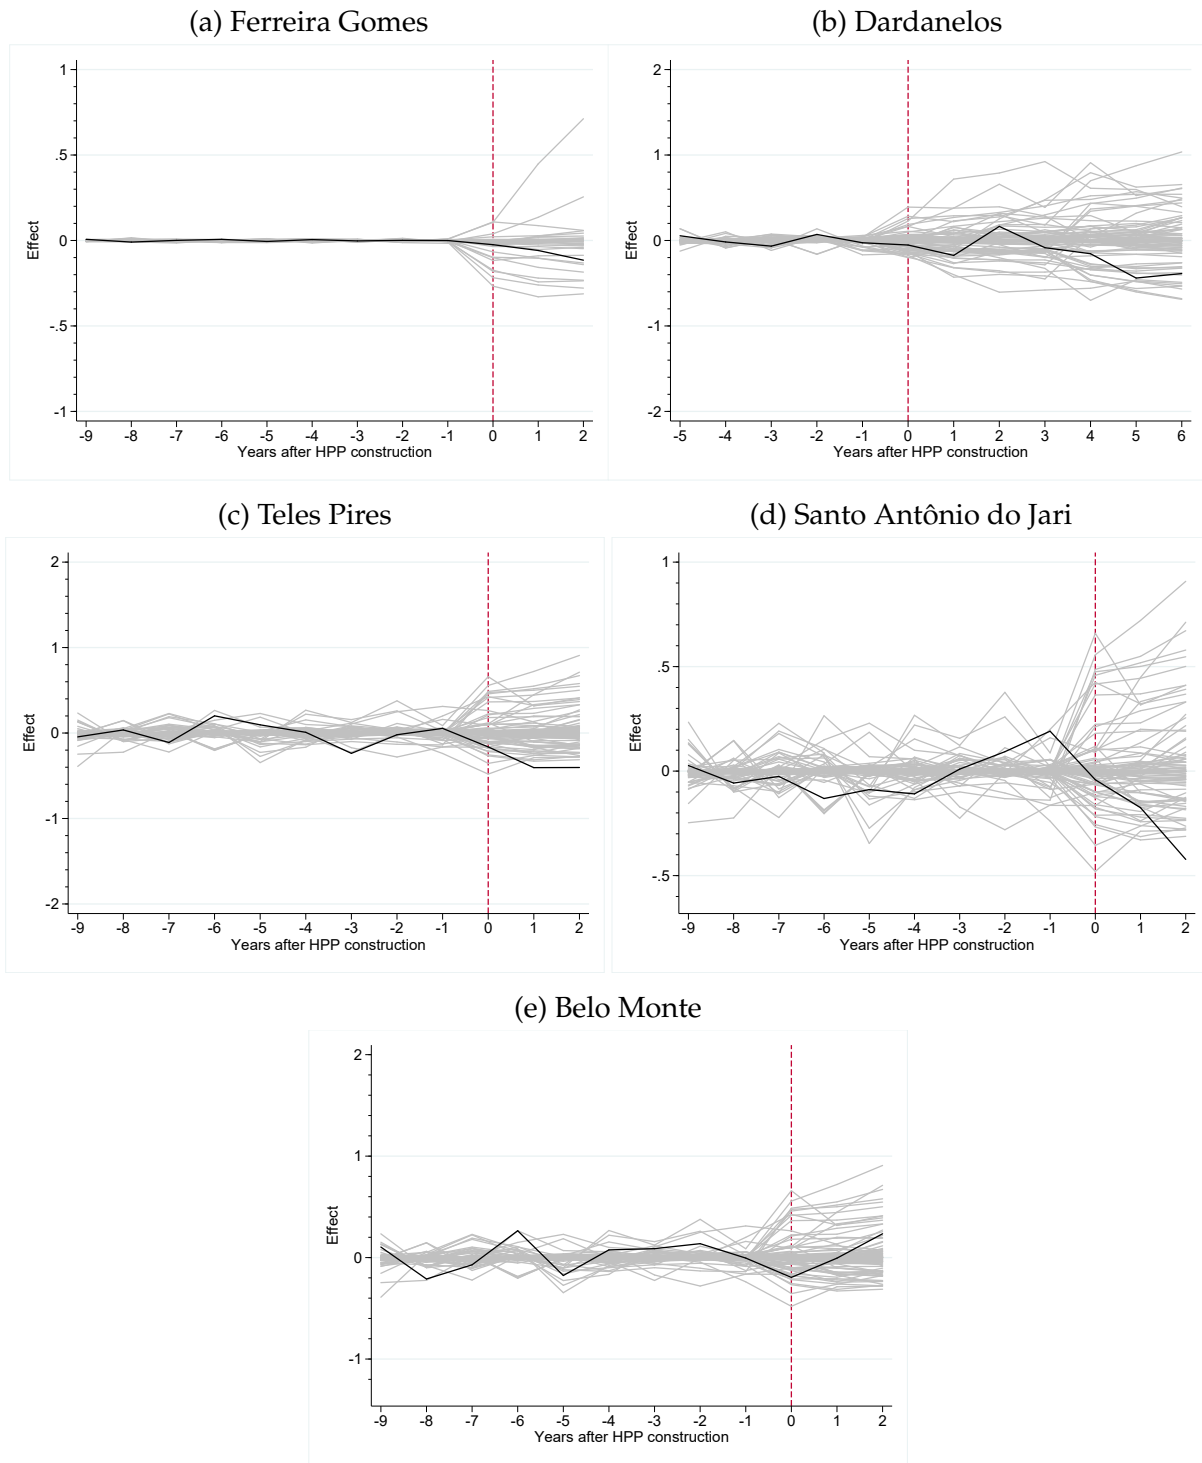 (a) Ferreira Gomes
1
.5
0
-.5
-1
Effect
-9 -8 -7 -6 -5 -4 -3 -2 -1 0 1 2
Years after HPP construction
(b) Dardanelos
2
1
0
-1
-2
Effect
-5 -4 -3 -2 -1 0 1 2 3 4 5 6
Years after HPP construction
(c) Teles Pires
2
1
0
-1
-2
Effect
-9 -8 -7 -6 -5 -4 -3 -2 -1 0 1 2
Years after HPP construction
(d) Santo Antônio do Jari
1
.5
0
-.5
Effect
-9 -8 -7 -6 -5 -4 -3 -2 -1 0 1 2
Years after HPP construction
(e) Belo Monte
2
1
0
-1
Effect
-9 -8 -7 -6 -5 -4 -3 -2 -1 0 1 2
Years after HPP construction